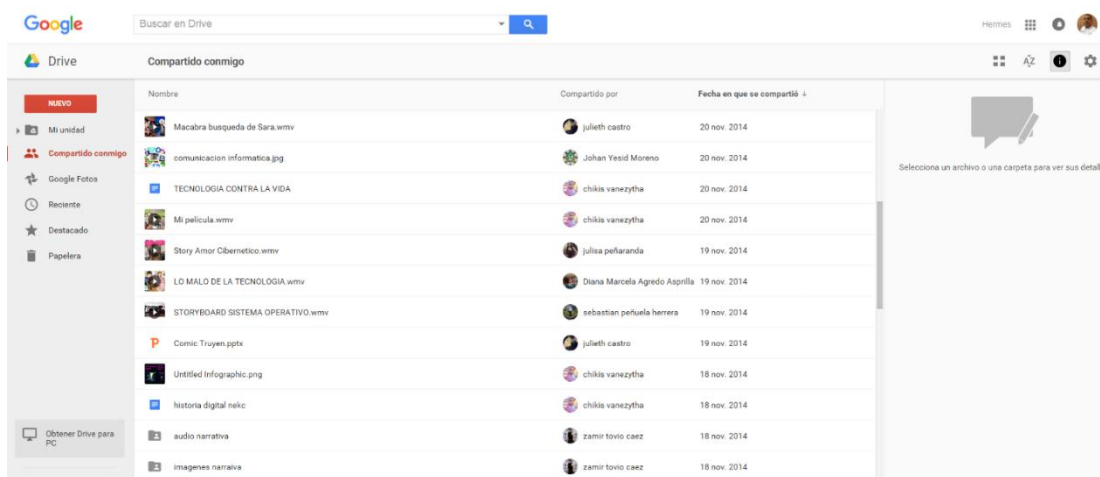 Google
Buscar en Drive
Hermes
Drive
Compartido conmigo
AZ
NUEVO
Mi unidad
Compartido conmigo
Google Fotos
Reciente
Destacado
Papelera
Obtener Drive para
PC
Nombre Compartido por Fecha en que se compartió ↓
Macabra busqueda de Sara.wmv julieth castro 20 nov. 2014
comunicacion informatica.jpg Johan Yesid Moreno 20 nov. 2014
TECNOLOGIA CONTRA LA VIDA chikis vanezytha 20 nov. 2014
Mi pelicula.wmv chikis vanezytha 20 nov. 2014
Story Amor Cibernetico.wmv julisa peñaranda 19 nov. 2014
LO MALO DE LA TECNOLOGIA.wmv Diana Marcela Agredo Asprilla 19 nov. 2014
STORYBOARD SISTEMA OPERATIVO.wmv sebastian peñuela herrera 19 nov. 2014
P Comic Truyen.pptx julieth castro 19 nov. 2014
Untitled Infographic.png chikis vanezytha 18 nov. 2014
historia digital nekc chikis vanezytha 18 nov. 2014
audio narrativa zamir tovio caez 18 nov. 2014
imagenes narraiva zamir tovio caez 18 nov. 2014
Selecciona un archivo o una carpeta para ver sus detall